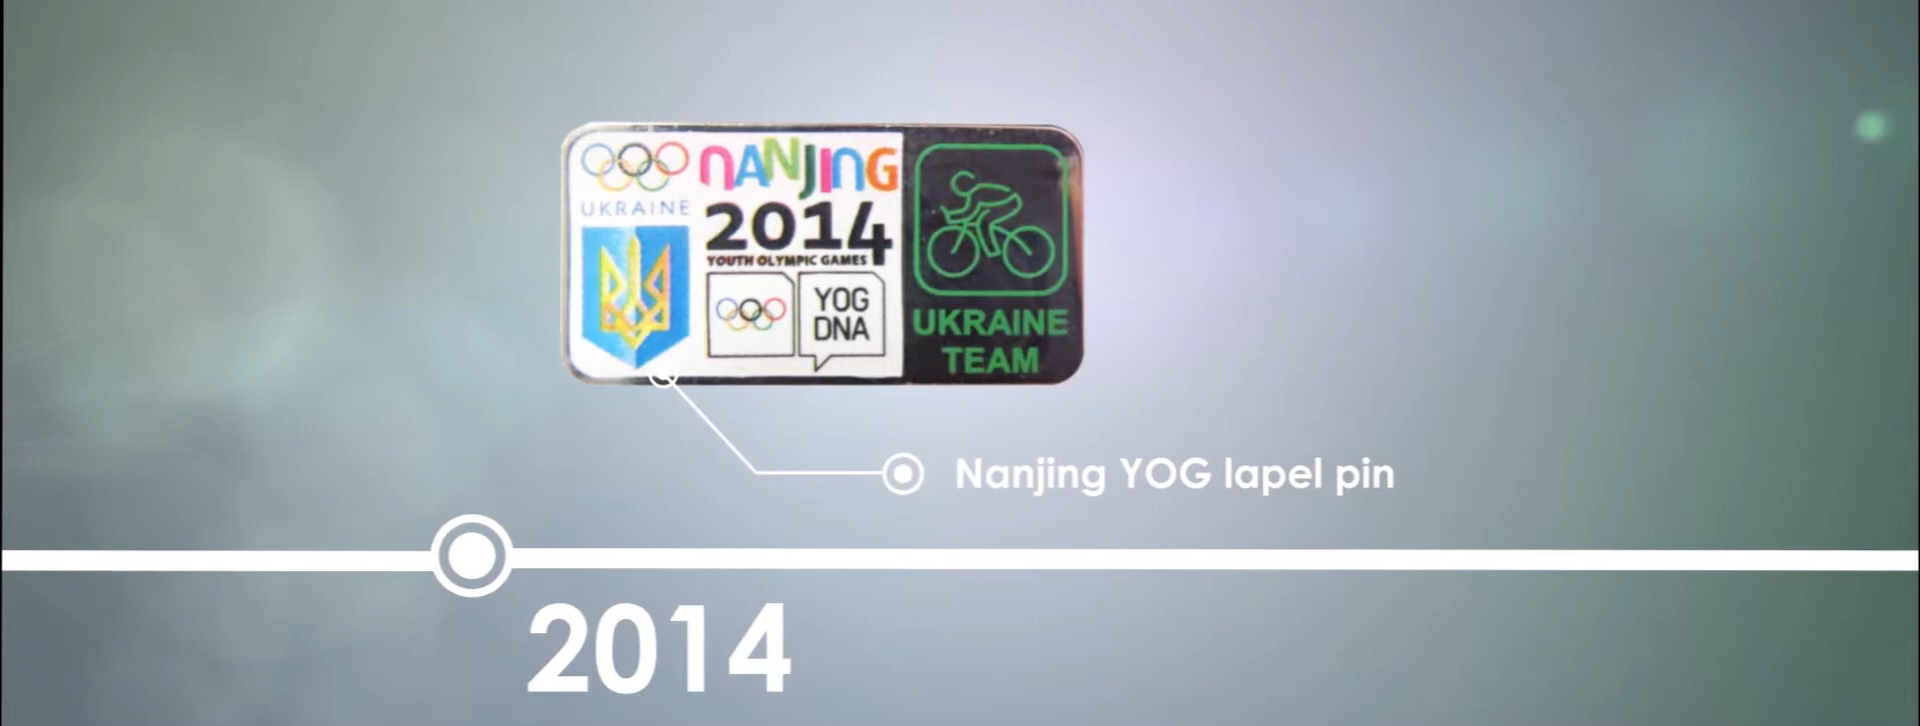 NANJING
UKRAINE
2014
YOUTH OLYMPIC GAMES
YOG
DNA
UKRAINE
TEAM
Nanjing YOG lapel pin
2014